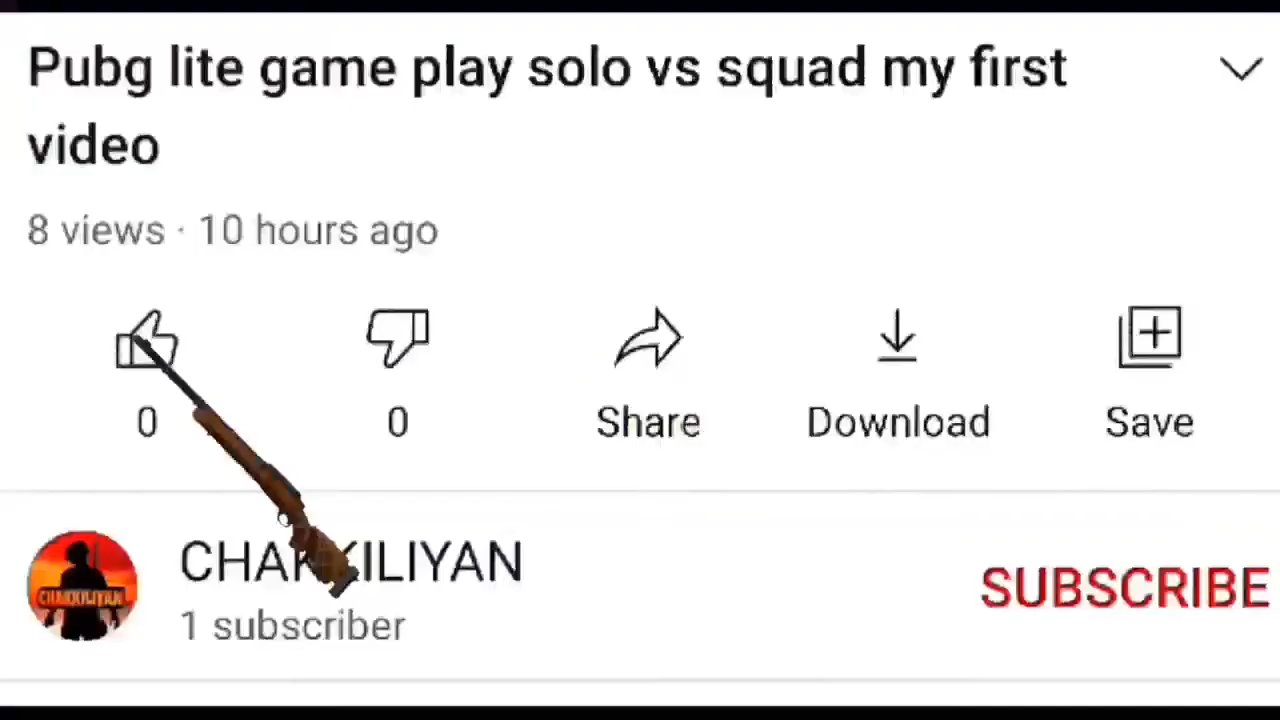 Pubg lite game play solo vs squad my first
video
8 views · 10 hours ago
0 0 Share Download Save
CHAKKILIYAN
SUBSCRIBE
1 subscriber